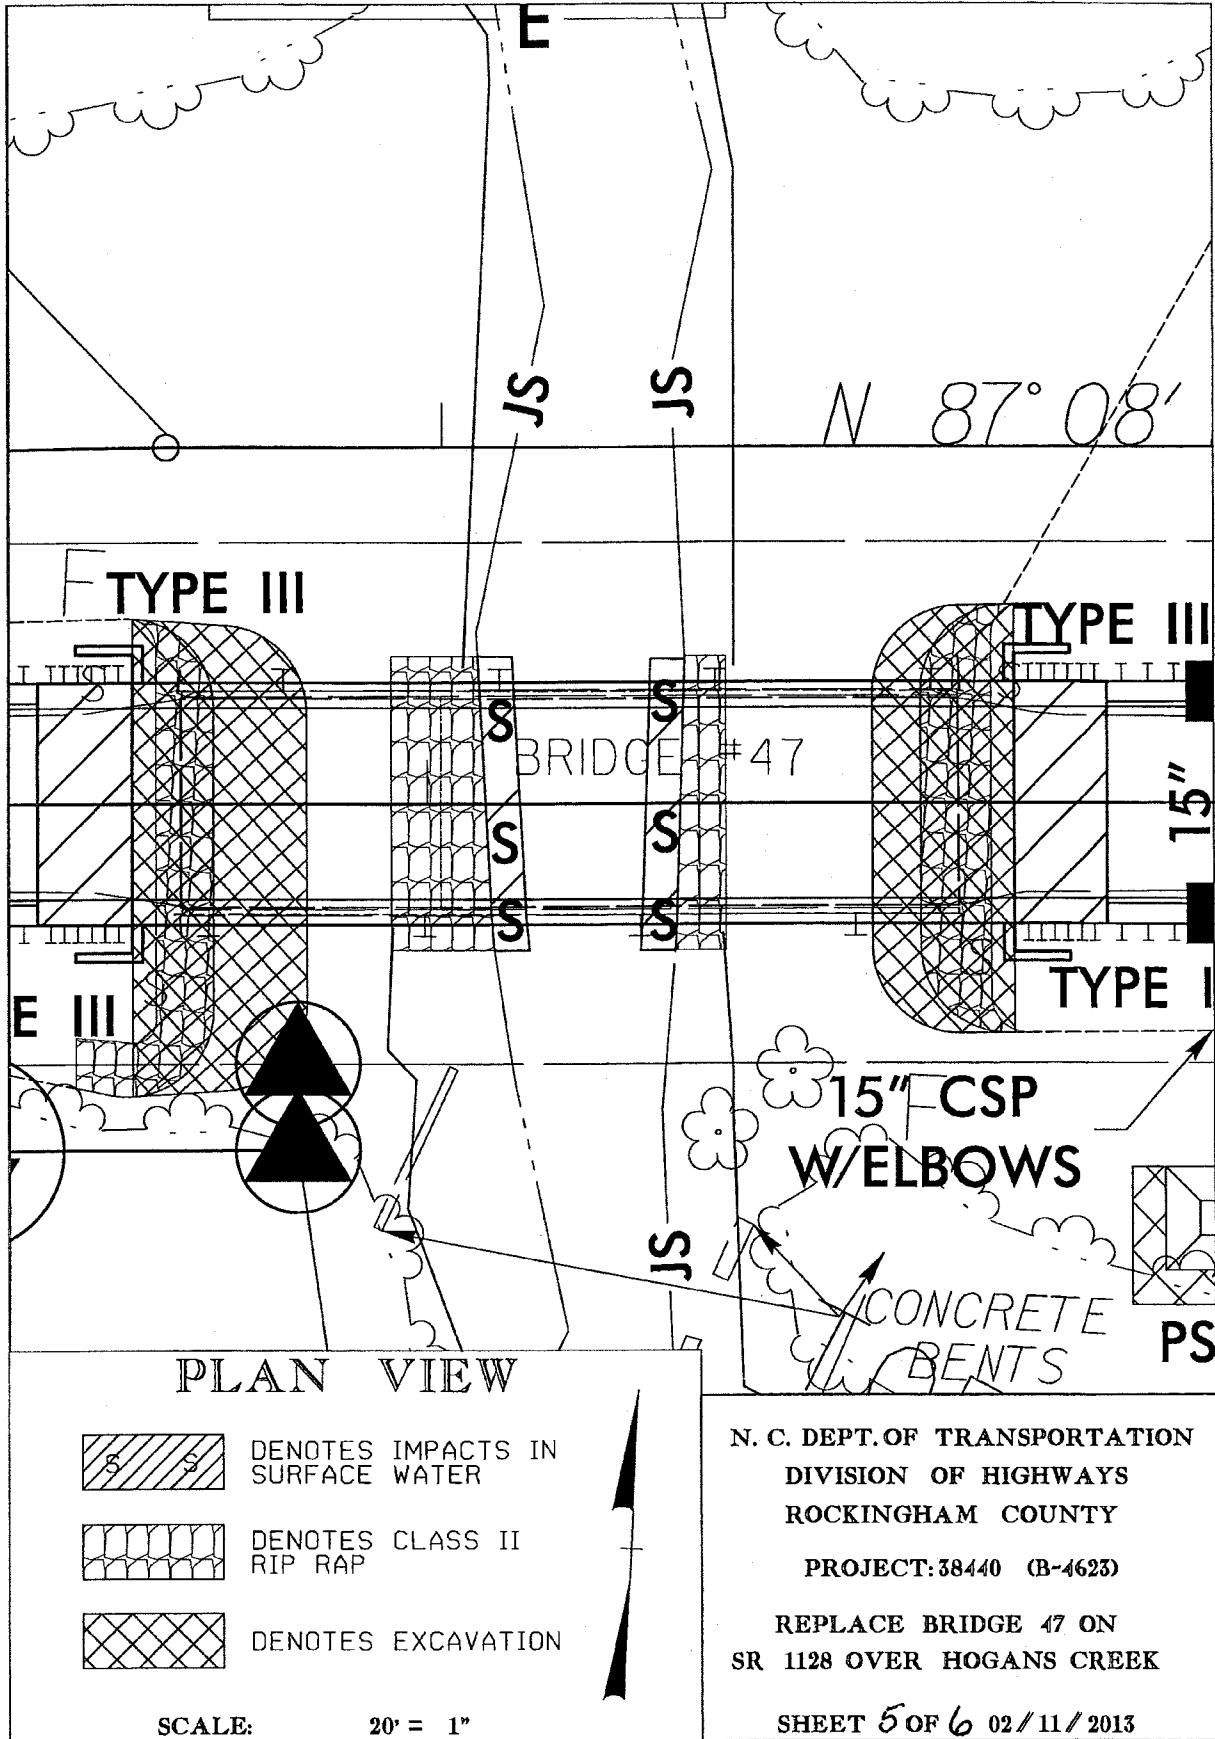 E
JS
JS
N 87° 08'
F
TYPE III
TYPE III
S
S
S
BRIDGE #47
15"
S
S
S
S
E III
TYPE I
15" CSP
F
W/ELBOWS
JS
CONCRETE
BENTS
PS
PLAN VIEW
S S
DENOTES IMPACTS IN
SURFACE WATER
DENOTES CLASS II
RIP RAP
DENOTES EXCAVATION
SCALE: 20' = 1"
N. C. DEPT. OF TRANSPORTATION
DIVISION OF HIGHWAYS
ROCKINGHAM COUNTY
PROJECT: 38440 (B-4623)
REPLACE BRIDGE 47 ON
SR 1128 OVER HOGANS CREEK
SHEET 5 OF 6 02/11/2013